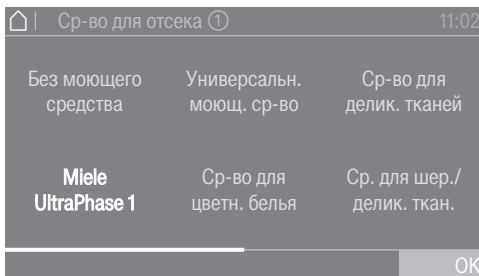 Ср-во для отсека ① 11:02
Без моющего средства
Универсальн. моющ. ср-во
Ср-во для делик. тканей
Miele UltraPhase 1
Ср-во для цветн. белья
Ср. для шер./ делик. ткан.
OK